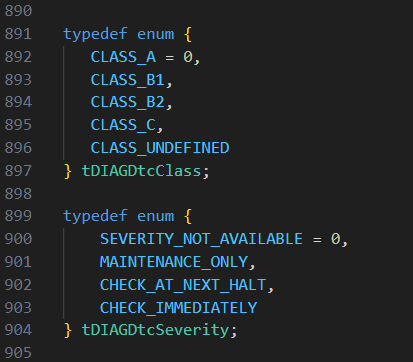 890
891 typedef enum {
892 CLASS_A = 0,
893 CLASS_B1,
894 CLASS_B2,
895 CLASS_C,
896 CLASS_UNDEFINED
897 } tDIAGDtcClass;
898
899 typedef enum {
900 SEVERITY_NOT_AVAILABLE = 0,
901 MAINTENANCE_ONLY,
902 CHECK_AT_NEXT_HALT,
903 CHECK_IMMEDIATELY
904 } tDIAGDtcSeverity;
905